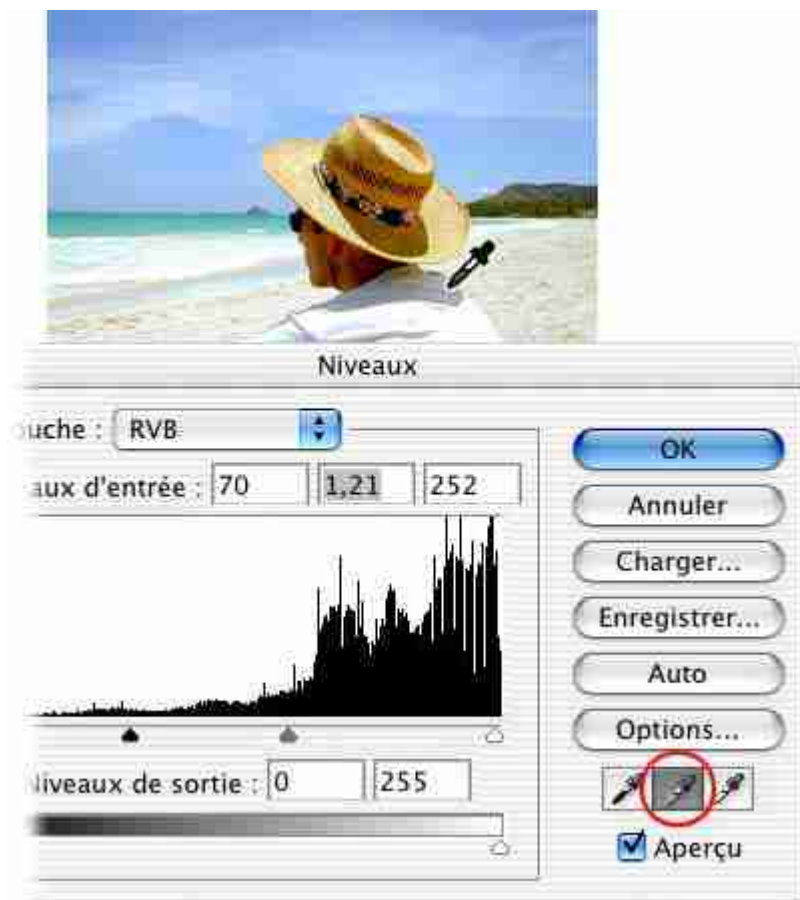 Niveaux
ouche : RVB
aux d'entrée : 70 1,21 252
OK
Annuler
Charger...
Enregistrer...
Auto
Options...
Niveaux de sortie : 0 255
Aperçu